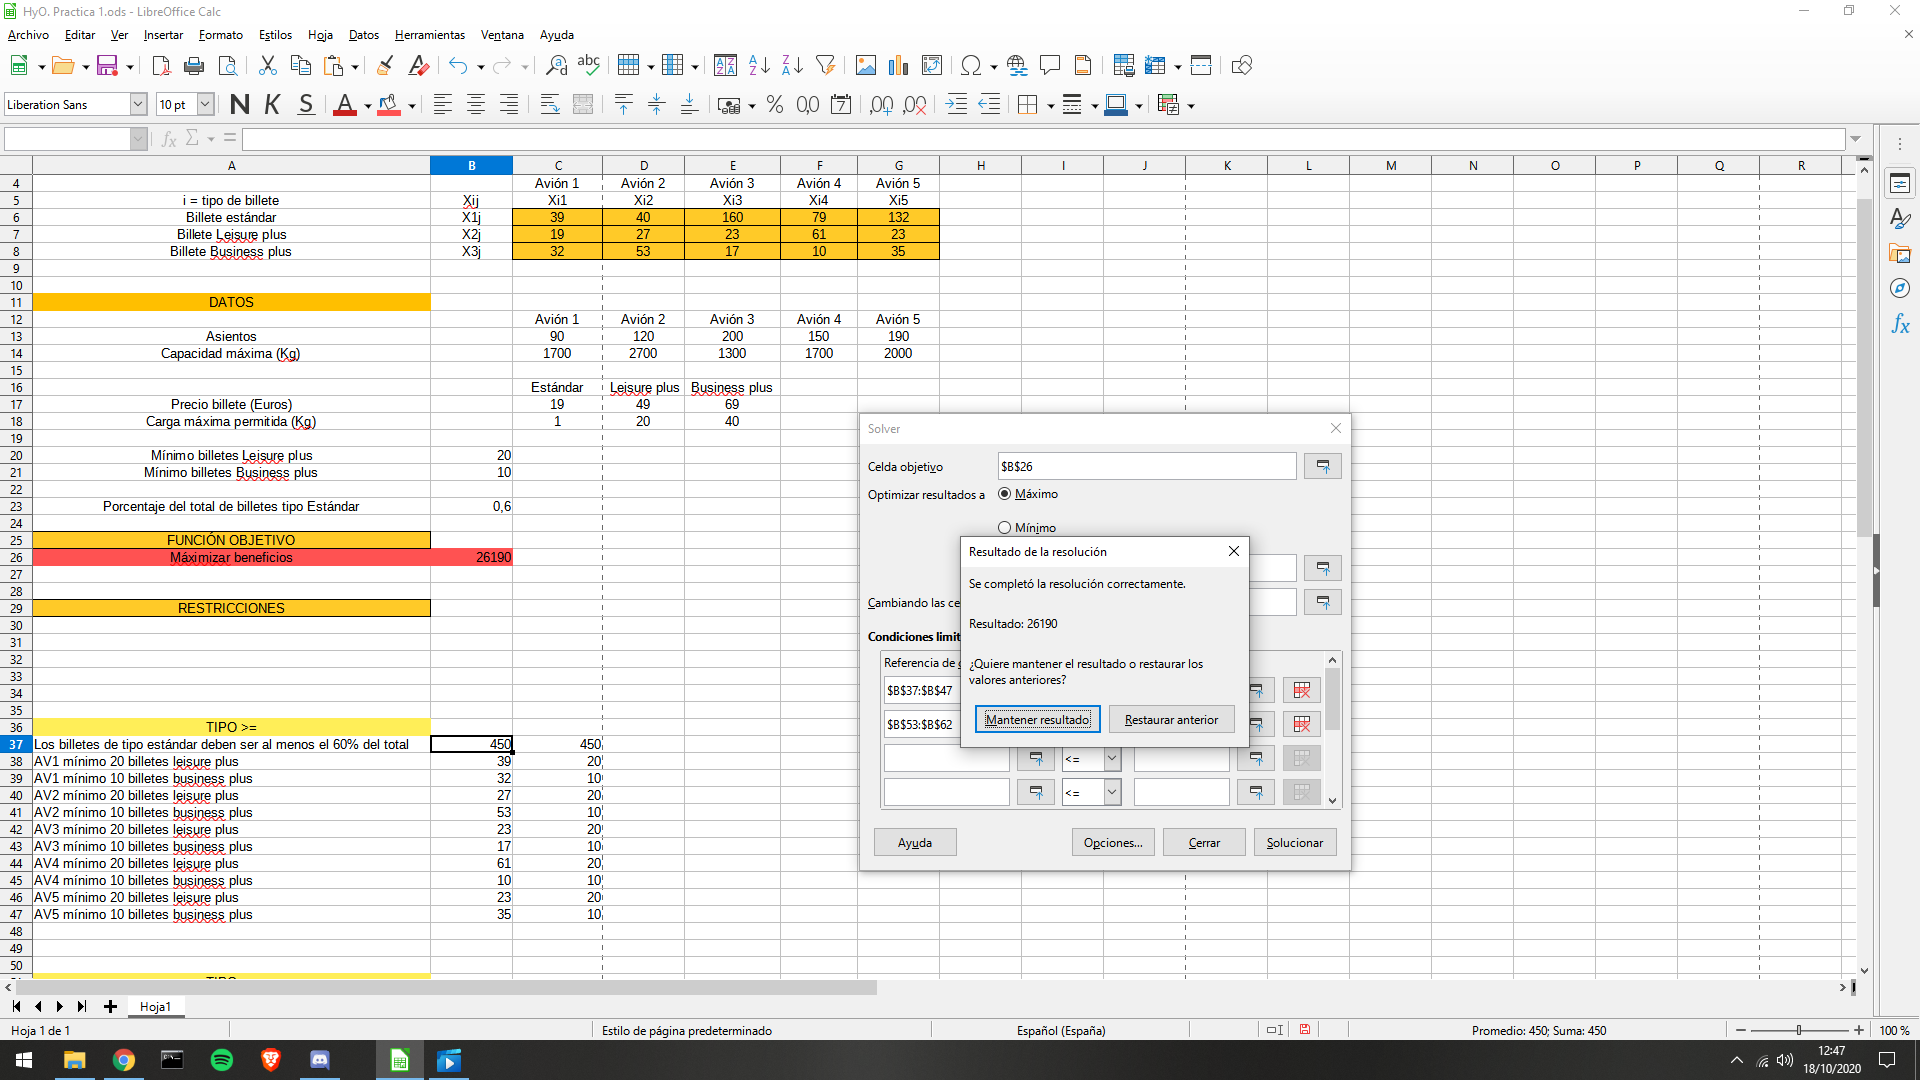 HyO. Practica 1.ods - LibreOffice Calc
Archivo Editar Ver Insertar Formato Estilos Hoja Datos Herramientas Ventana Ayuda
Liberation Sans 10 pt N K S
A B C D E F G H I J K L M N O P Q R
4 Avión 1 Avión 2 Avión 3 Avión 4 Avión 5
5 i = tipo de billete Xij Xi1 Xi2 Xi3 Xi4 Xi5
6 Billete estándar X1j 39 40 160 79 132
7 Billete Leisure plus X2j 19 27 23 61 23
8 Billete Business plus X3j 32 53 17 10 35
9
10
11 DATOS
12 Avión 1 Avión 2 Avión 3 Avión 4 Avión 5
13 Asientos 90 120 200 150 190
14 Capacidad máxima (Kg) 1700 2700 1300 1700 2000
15
16 Estándar Leisure plus Business plus
17 Precio billete (Euros) 19 49 69
18 Carga máxima permitida (Kg) 1 20 40
19
20 Mínimo billetes Leisure plus 20
21 Mínimo billetes Business plus 10
22
23 Porcentaje del total de billetes tipo Estándar 0,6
24
25 FUNCIÓN OBJETIVO
26 Máximizar beneficios 26190
27
28
29 RESTRICCIONES
30
31
32
33
34
35
36 TIPO >=
37 Los billetes de tipo estándar deben ser al menos el 60% del total 450 450
38 AV1 mínimo 20 billetes leisure plus 39 20
39 AV1 mínimo 10 billetes business plus 32 10
40 AV2 mínimo 20 billetes leisure plus 27 20
41 AV2 mínimo 10 billetes business plus 53 10
42 AV3 mínimo 20 billetes leisure plus 23 20
43 AV3 mínimo 10 billetes business plus 17 10
44 AV4 mínimo 20 billetes leisure plus 61 20
45 AV4 mínimo 10 billetes business plus 10 10
46 AV5 mínimo 20 billetes leisure plus 23 20
47 AV5 mínimo 10 billetes business plus 35 10
48
49
50
Solver
Celda objetivo $B$26
Optimizar resultados a Máximo
Mínimo
Cambiando las ce
Condiciones limit
Referencia de
$B$37:$B$47
$B$53:$B$62
<=
<=
Ayuda Opciones... Cerrar Solucionar
Resultado de la resolución
Se completó la resolución correctamente.
Resultado: 26190
¿Quiere mantener el resultado o restaurar los
valores anteriores?
Mantener resultado Restaurar anterior
Hoja1
Hoja 1 de 1 Estilo de página predeterminado Español (España) Promedio: 450; Suma: 450 100 %
12:47
18/10/2020